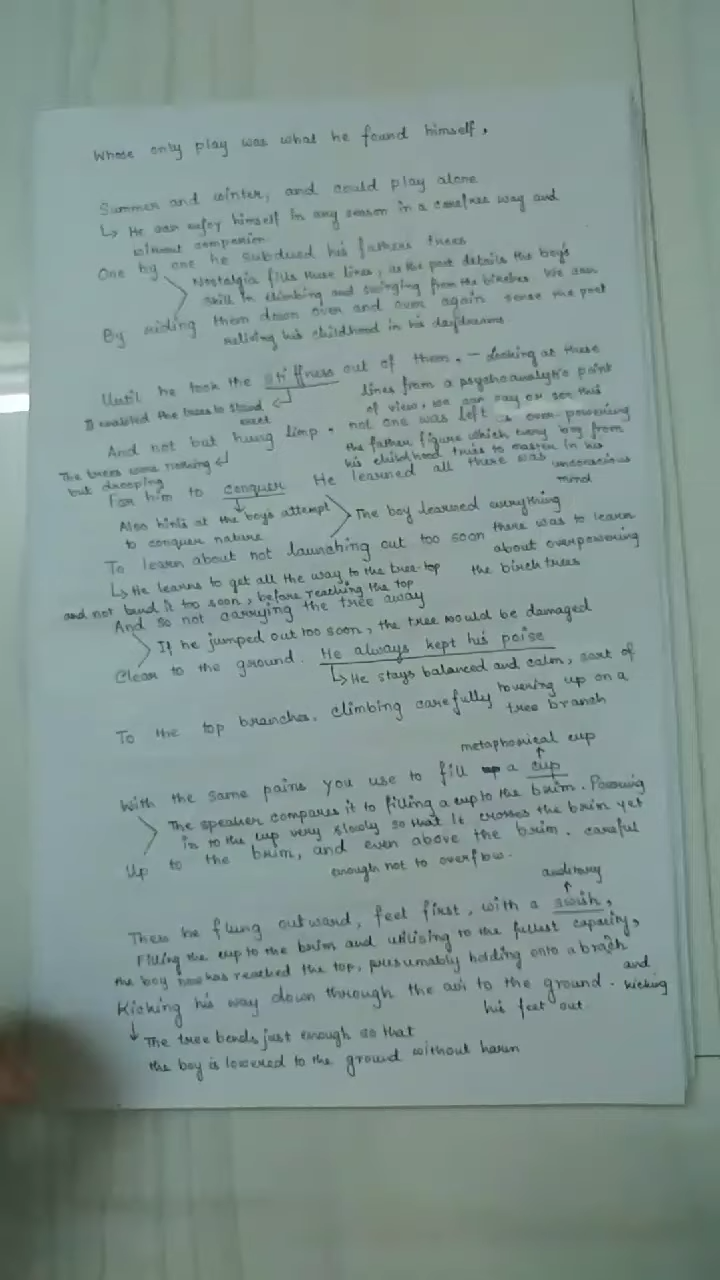 Whose only play was what he found himself,
Summer and winter, and could play alone
↳ He can enjoy himself in any season in a carefree way and
without companion
One by one he subdued his fathers trees
Nostalgia fills these lines, as the poet details the boy's
skill in climbing and swinging from the birches. We can
By riding them down over and over again sense the poet
reliving his childhood in his daydreams
Until he took the stiffness out of them. - Looking at these
It enabled the trees to stand erect
lines from a psychoanalytic point
of view, we can say or see this
And not but hung limp. not one was left as over-powering
the father figure which every boy from
The trees were nothing
but drooping
his childhood tries to master in his
unconscious
mind
For him to conquer He learned all there was
Also hints at the boy's attempt
to conquer nature
The boy learned everything
there was to learn
about overpowering
the birch trees
To learn about not launching out too soon
↳ He learns to get all the way to the tree-top
and not bend it too soon, before reaching the top
And so not carrying the tree away
If he jumped out too soon, the tree would be damaged
Clear to the ground. He always kept his poise
↳ He stays balanced and calm, sort of
hovering up on a
tree branch
To the top branches, climbing carefully
metaphorical cup
With the same pains you use to fill a cup
The speaker compares it to filling a cup to the brim. Pouring
in to the cup very slowly so that it crosses the brim yet
Up to the brim, and even above the brim. careful
enough not to overflow.
auditory
Then he flung outward, feet first, with a swish,
Filling the cup to the brim and utilising to the fullest capacity,
the boy now has reached the top, presumably holding onto a brach
and kicking
his feet out
Kicking his way down through the air to the ground.
↓ The tree bends just enough so that
the boy is lowered to the ground without harm